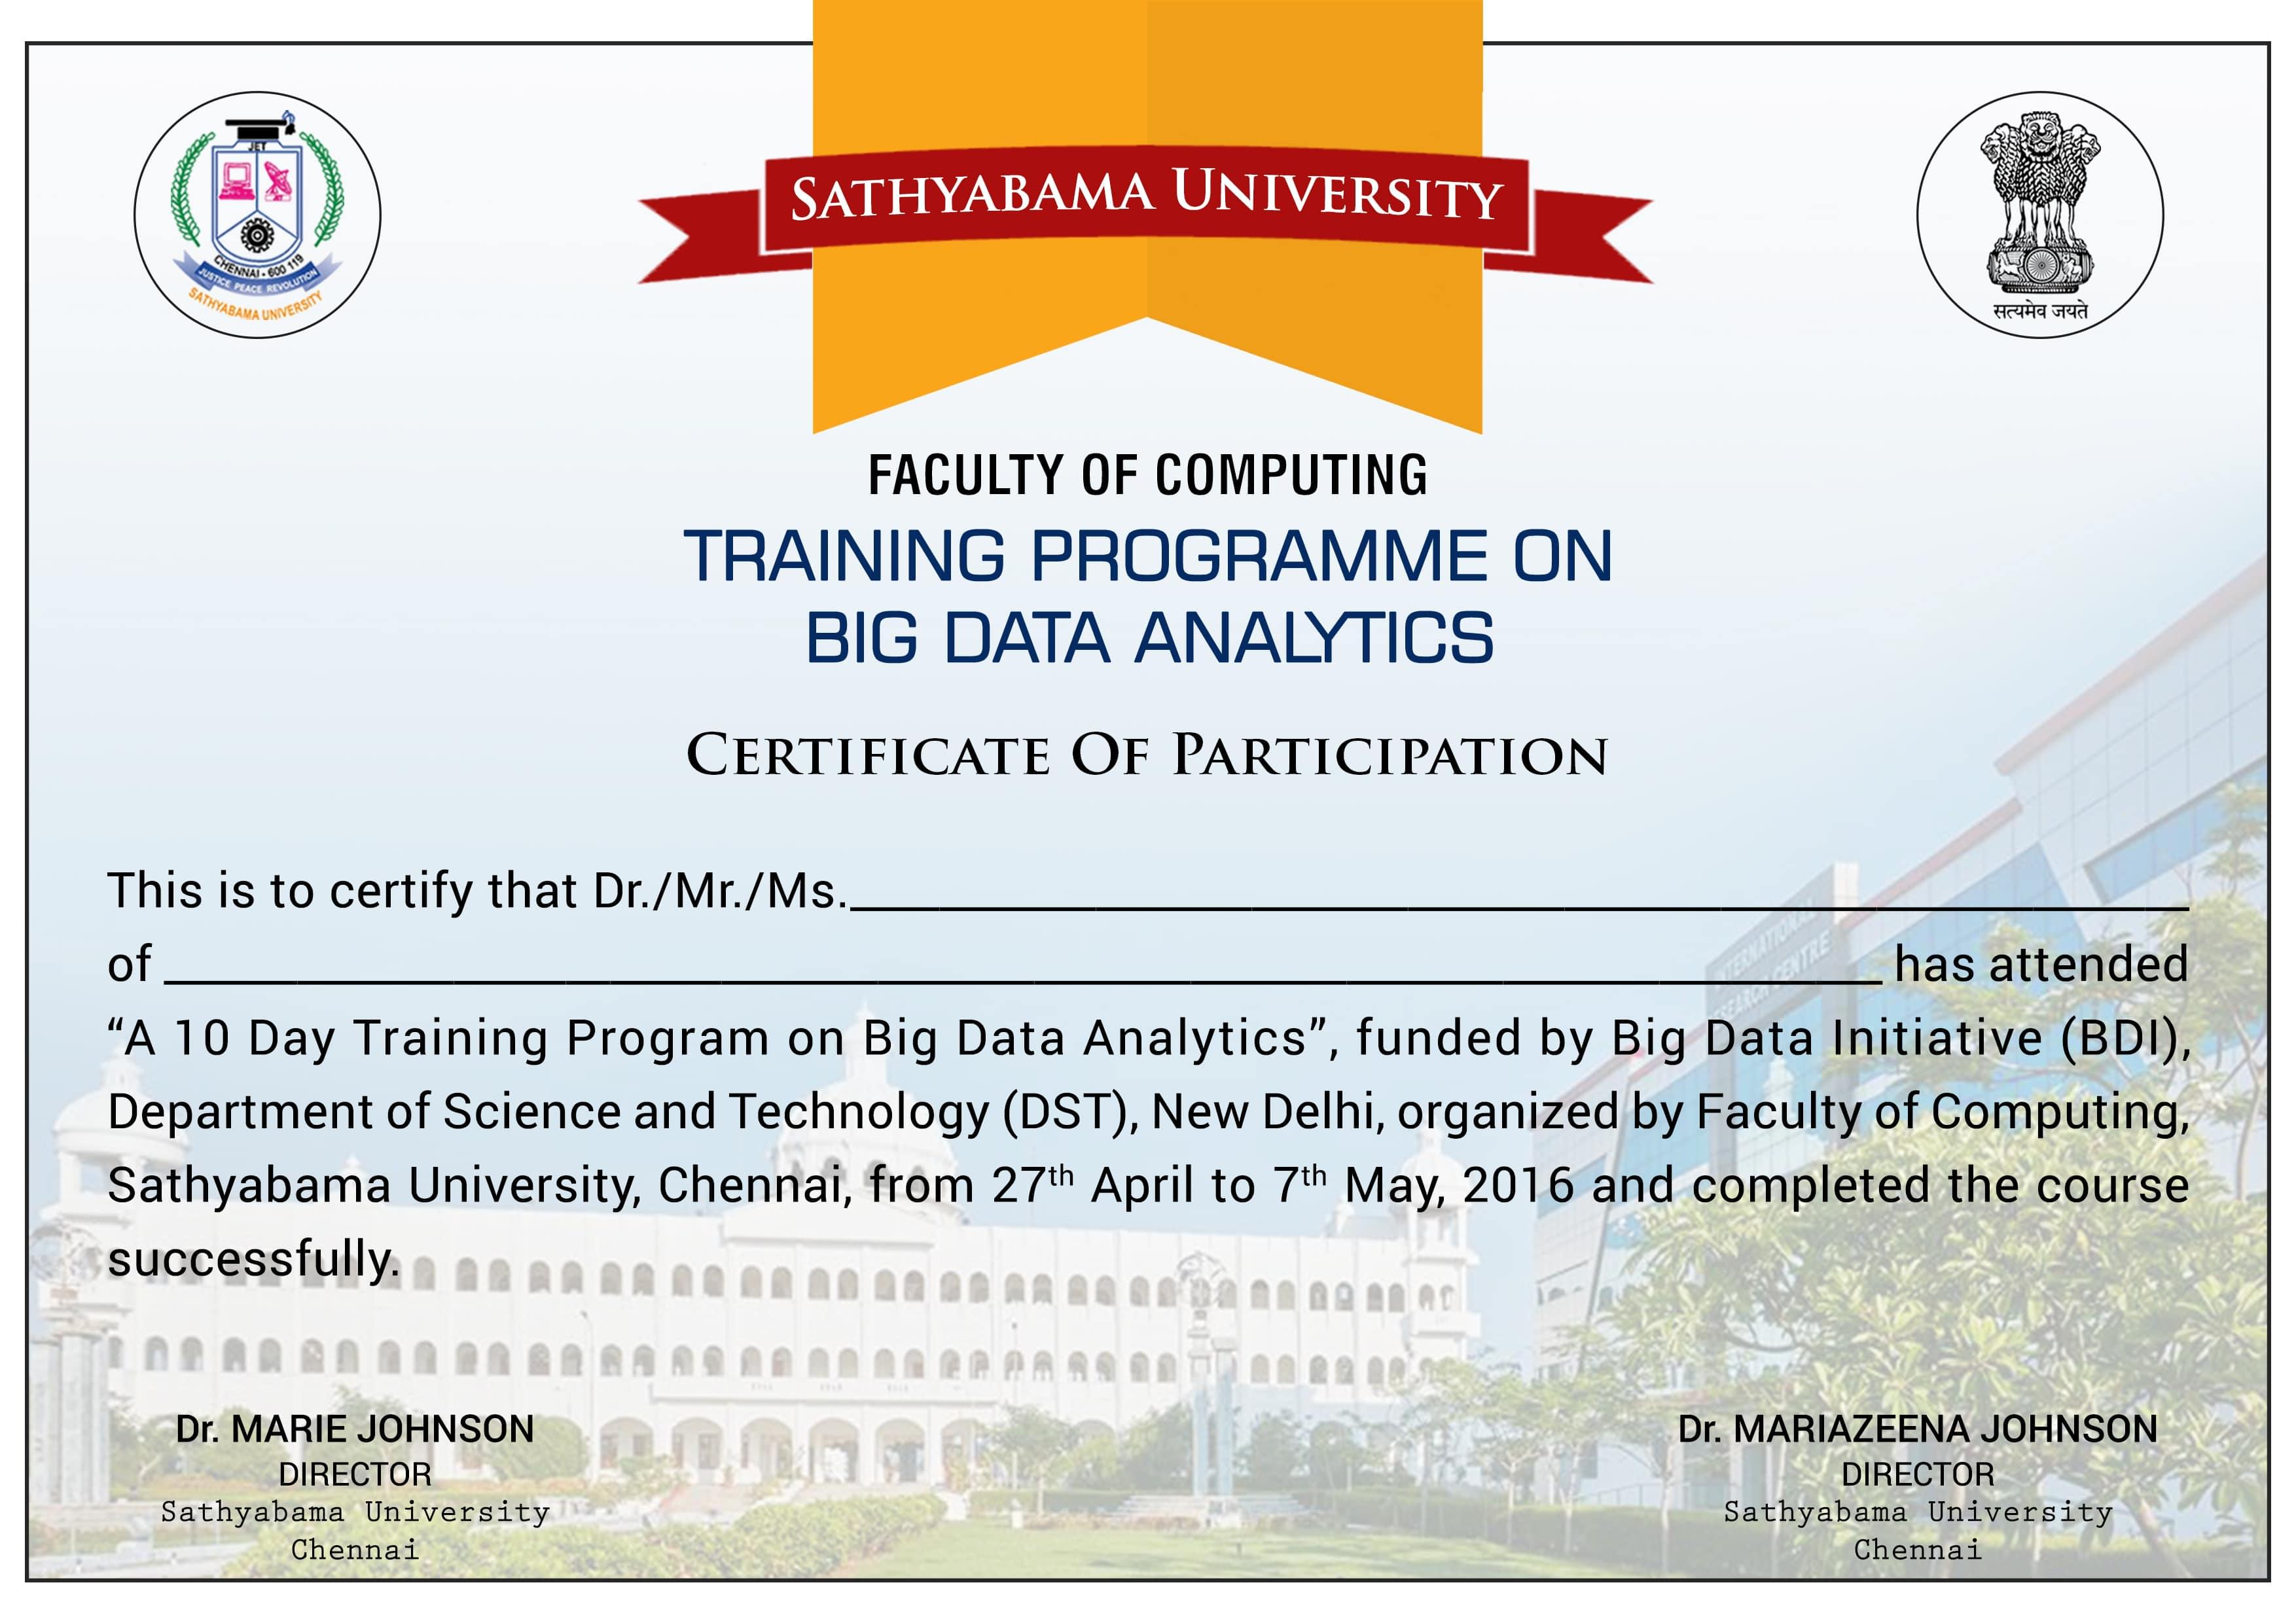 JET
CHENNAI - 600 119
JUSTICE PEACE REVOLUTION
SATHYABAMA UNIVERSITY
SATHYABAMA UNIVERSITY
सत्यमेव जयते
FACULTY OF COMPUTING
TRAINING PROGRAMME ON
BIG DATA ANALYTICS
CERTIFICATE OF PARTICIPATION
This is to certify that Dr./Mr./Ms.
of has attended
“A 10 Day Training Program on Big Data Analytics”, funded by Big Data Initiative (BDI),
Department of Science and Technology (DST), New Delhi, organized by Faculty of Computing,
Sathyabama University, Chennai, from 27th April to 7th May, 2016 and completed the course
successfully.
INTERNATIONAL
RESEARCH CENTRE
Dr. MARIE JOHNSON
DIRECTOR
Sathyabama University
Chennai
Dr. MARIAZEENA JOHNSON
DIRECTOR
Sathyabama University
Chennai